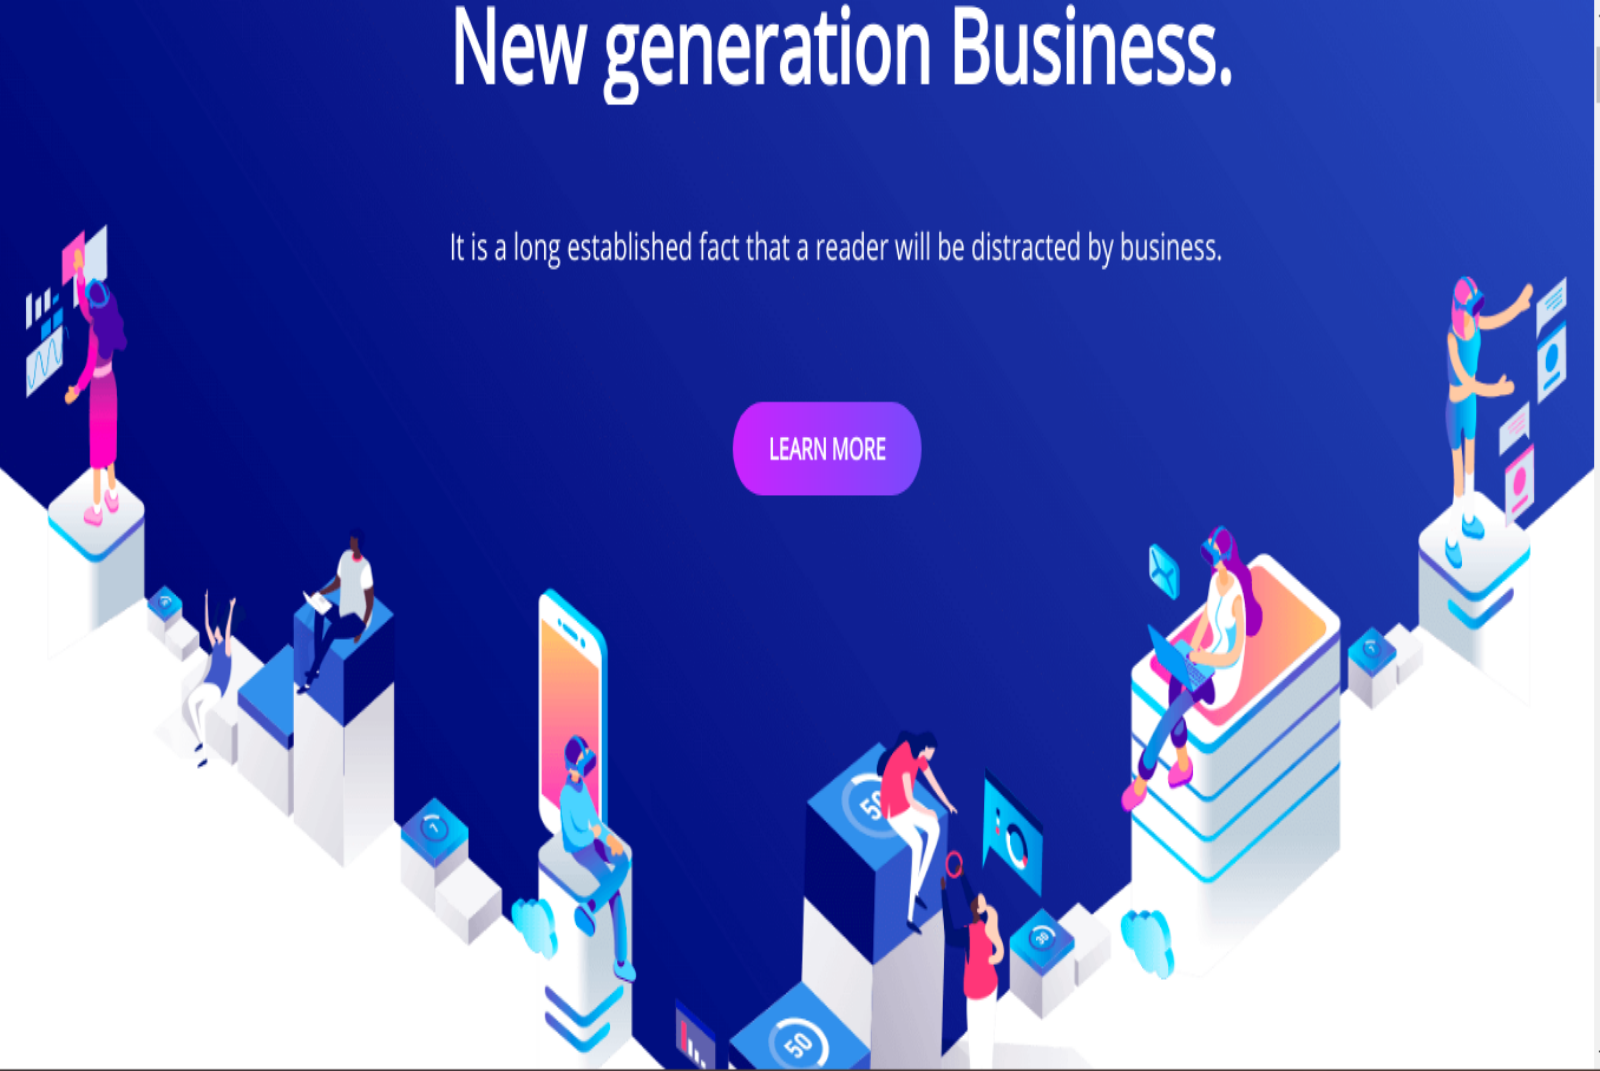 New generation Business.
It is a long established fact that a reader will be distracted by business.
LEARN MORE
50
7
30
50